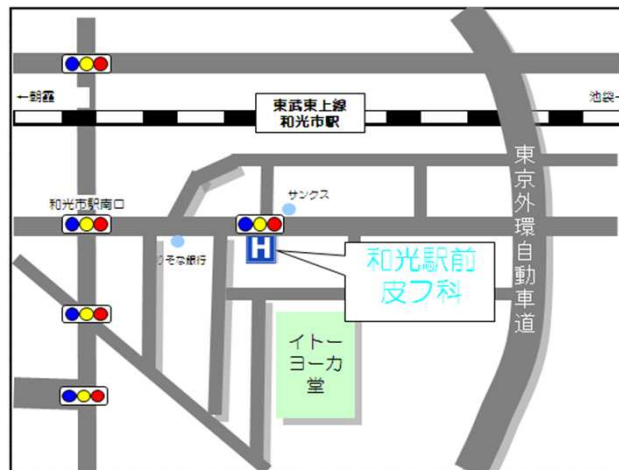 ←朝霞
東武東上線
和光市駅
池袋→
東京外環自動車道
和光市駅南口
サンクス
りそな銀行
H
和光駅前
皮フ科
イトー
ヨーカ
堂